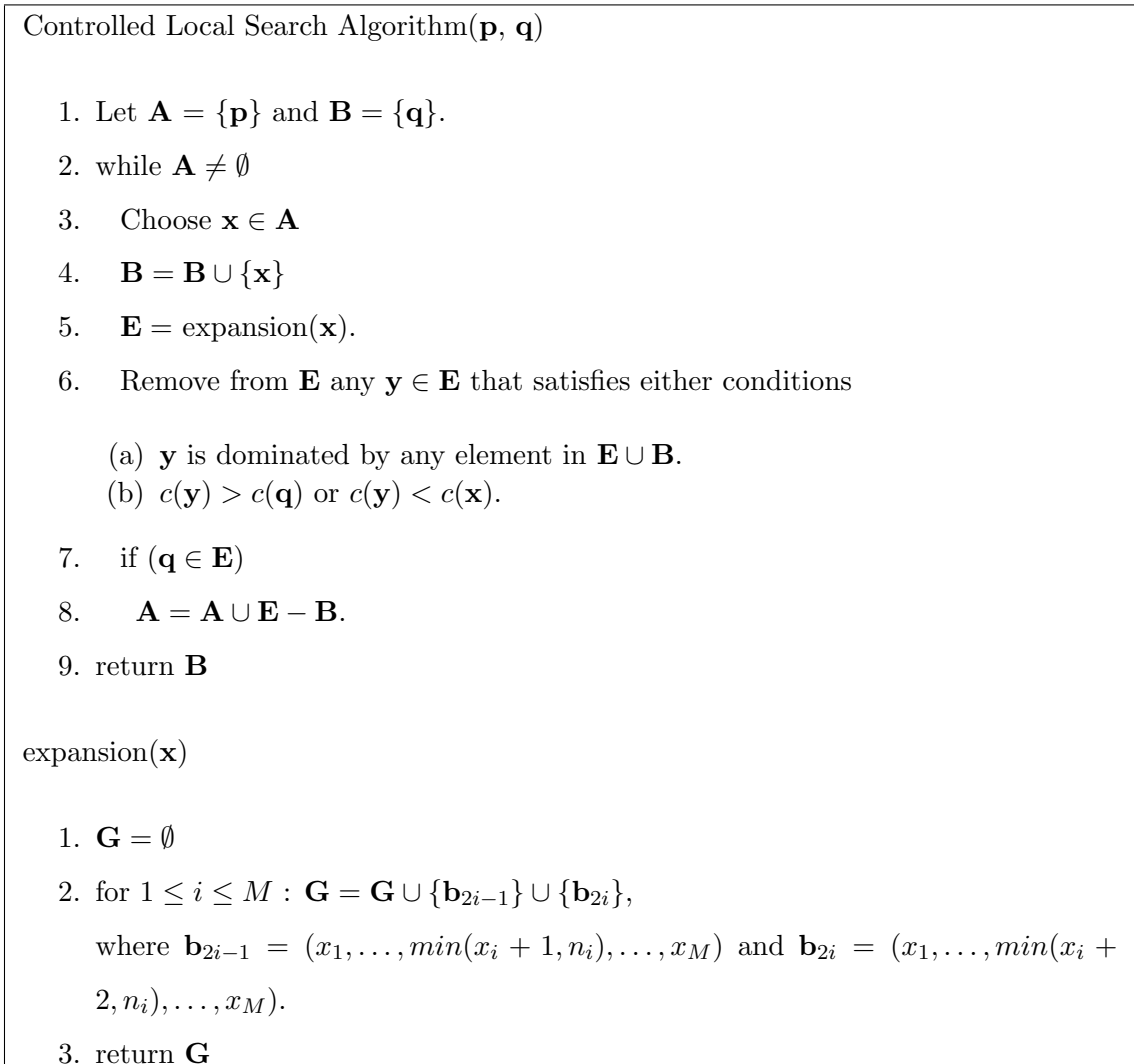 Controlled Local Search Algorithm(p, q)
1. Let A = {p} and B = {q}.
2. while A ≠ ∅
3. Choose x ∈ A
4. B = B ∪ {x}
5. E = expansion(x).
6. Remove from E any y ∈ E that satisfies either conditions
(a) y is dominated by any element in E ∪ B.
(b) c(y) > c(q) or c(y) < c(x).
7. if (q ∈ E)
8. A = A ∪ E − B.
9. return B
expansion(x)
1. G = ∅
2. for 1 ≤ i ≤ M : G = G ∪ {b₂ᵢ₋₁} ∪ {b₂ᵢ},
where b₂ᵢ₋₁ = (x₁, . . . , min(xᵢ + 1, nᵢ), . . . , x_M) and b₂ᵢ = (x₁, . . . , min(xᵢ +
2, nᵢ), . . . , x_M).
3. return G